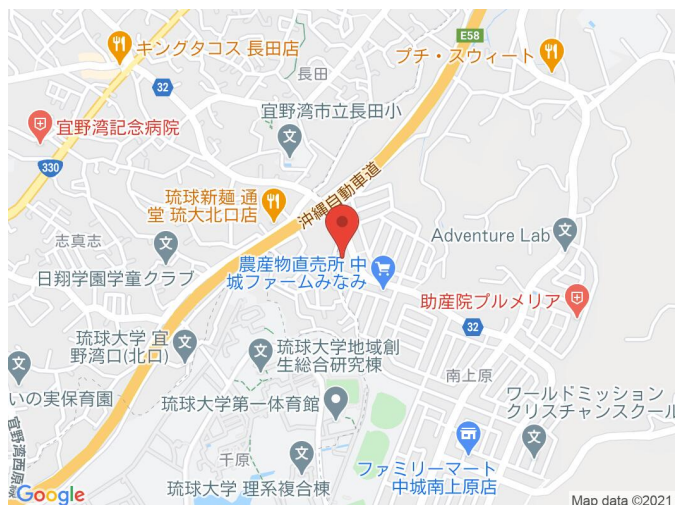 E58
キングタコス 長田店
プチ・スウィート
長田
32
宜野湾市立長田小
宜野湾記念病院
330
沖縄自動車道
琉球新麺 通
堂 琉大北口店
志真志
Adventure Lab
農産物直売所 中
城ファームみなみ
日翔学園学童クラブ
助産院プルメリア
32
琉球大学 宜
野湾口(北口)
琉球大学地域創
生総合研究棟
南上原
いの実保育園
琉球大学第一体育館
ワールドミッション
クリスチャンスクール
宜野湾西原線
千原
ファミリーマート
中城南上原店
琉球大学 理系複合棟
Google
Map data ©2021